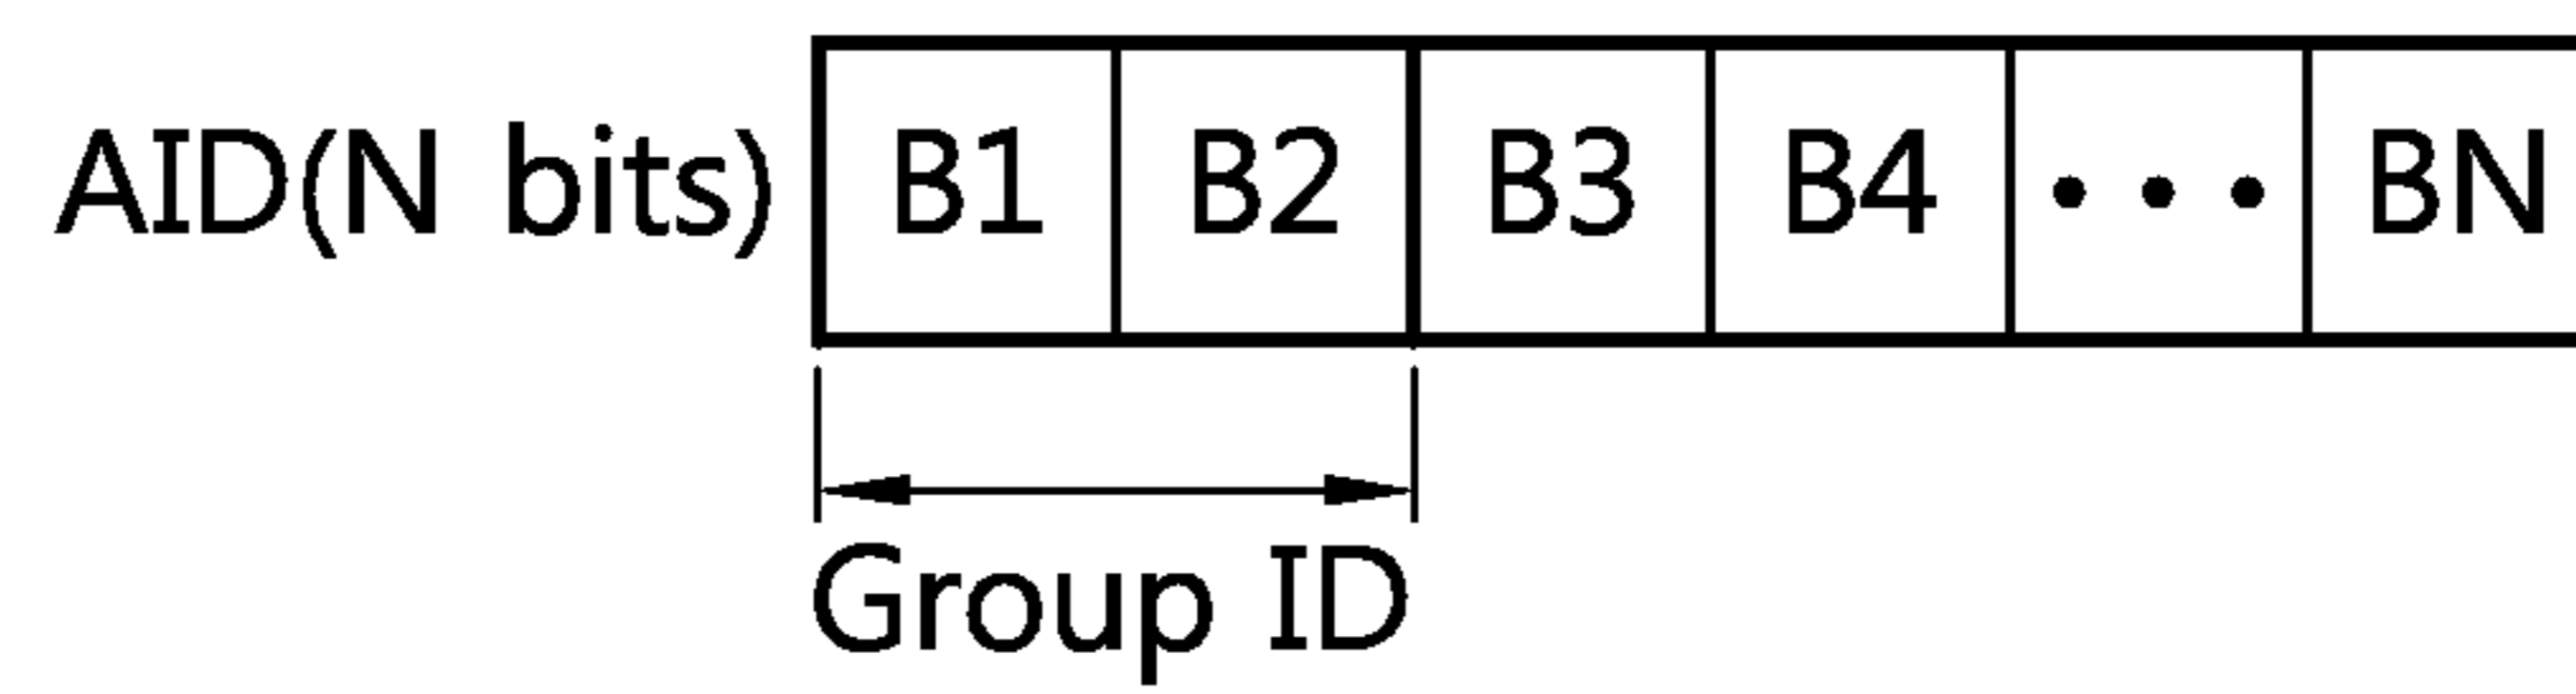 AID(N bits) B1 B2 B3 B4 ••• BN
Group ID